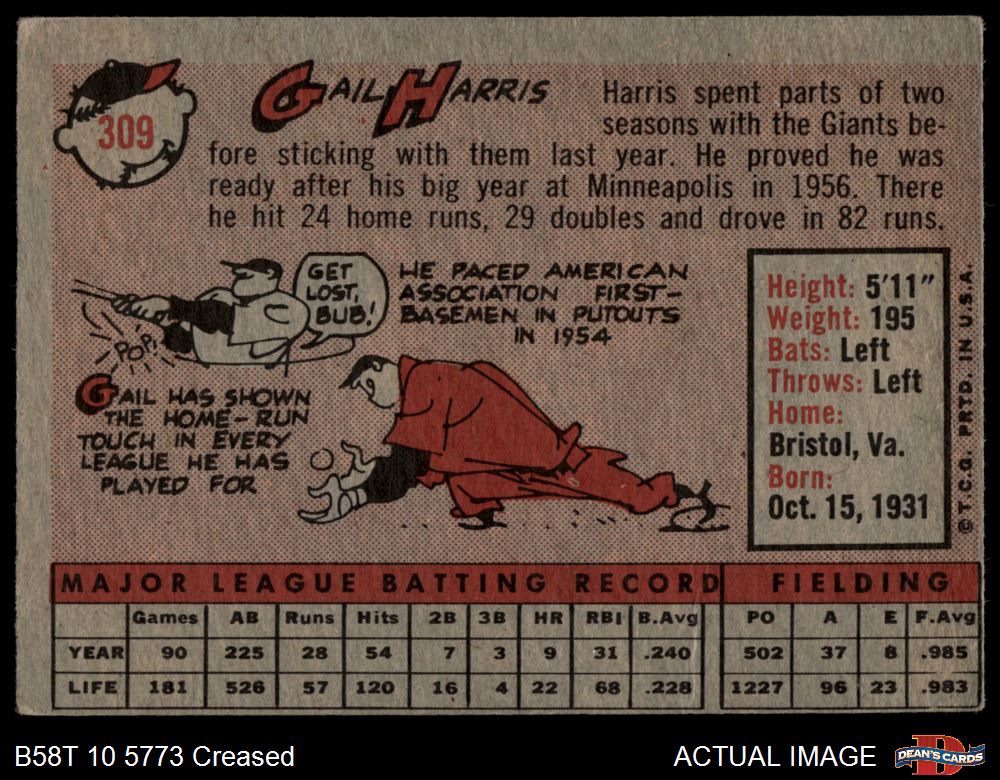 309
GAIL HARRIS
Harris spent parts of two
seasons with the Giants be-
fore sticking with them last year. He proved he was
ready after his big year at Minneapolis in 1956. There
he hit 24 home runs, 29 doubles and drove in 82 runs.
GET
LOST,
BUB!
POP!
HE PACED AMERICAN
ASSOCIATION FIRST-
BASEMEN IN PUTOUTS
IN 1954
GAIL HAS SHOWN
THE HOME-RUN
TOUCH IN EVERY
LEAGUE HE HAS
PLAYED FOR
Height: 5'11"
Weight: 195
Bats: Left
Throws: Left
Home:
Bristol, Va.
Born:
Oct. 15, 1931
© T.C.G. PRTD. IN U.S.A.
MAJOR LEAGUE BATTING RECORD FIELDING
Games AB Runs Hits 2B 3B HR RBI B.Avg PO A E F.Avg
YEAR 90 225 28 54 7 3 9 31 .240 502 37 8 .985
LIFE 181 526 57 120 16 4 22 68 .228 1227 96 23 .983
B58T 10 5773 Creased ACTUAL IMAGE
D
DEAN'S CARDS